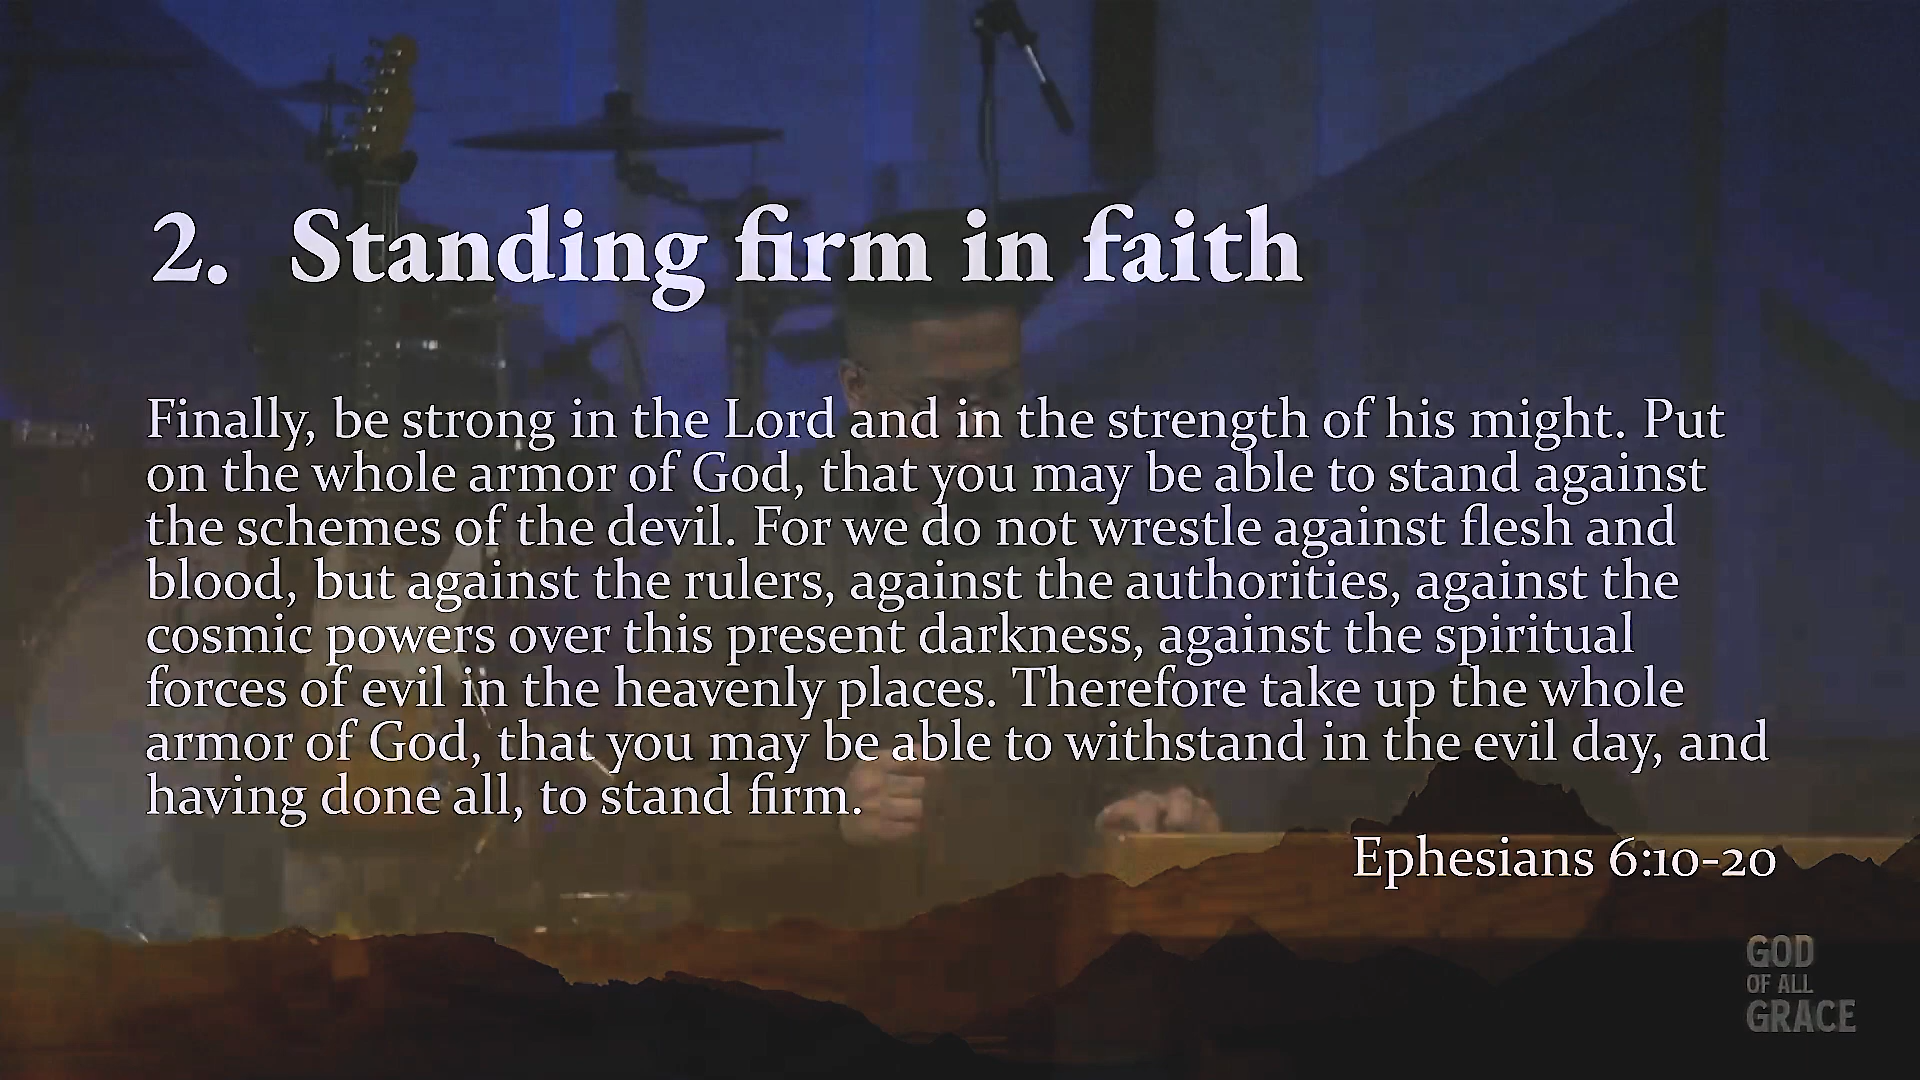 2. Standing firm in faith
Finally, be strong in the Lord and in the strength of his might. Put
on the whole armor of God, that you may be able to stand against
the schemes of the devil. For we do not wrestle against flesh and
blood, but against the rulers, against the authorities, against the
cosmic powers over this present darkness, against the spiritual
forces of evil in the heavenly places. Therefore take up the whole
armor of God, that you may be able to withstand in the evil day, and
having done all, to stand firm.
Ephesians 6:10-20
GOD
OF ALL
GRACE